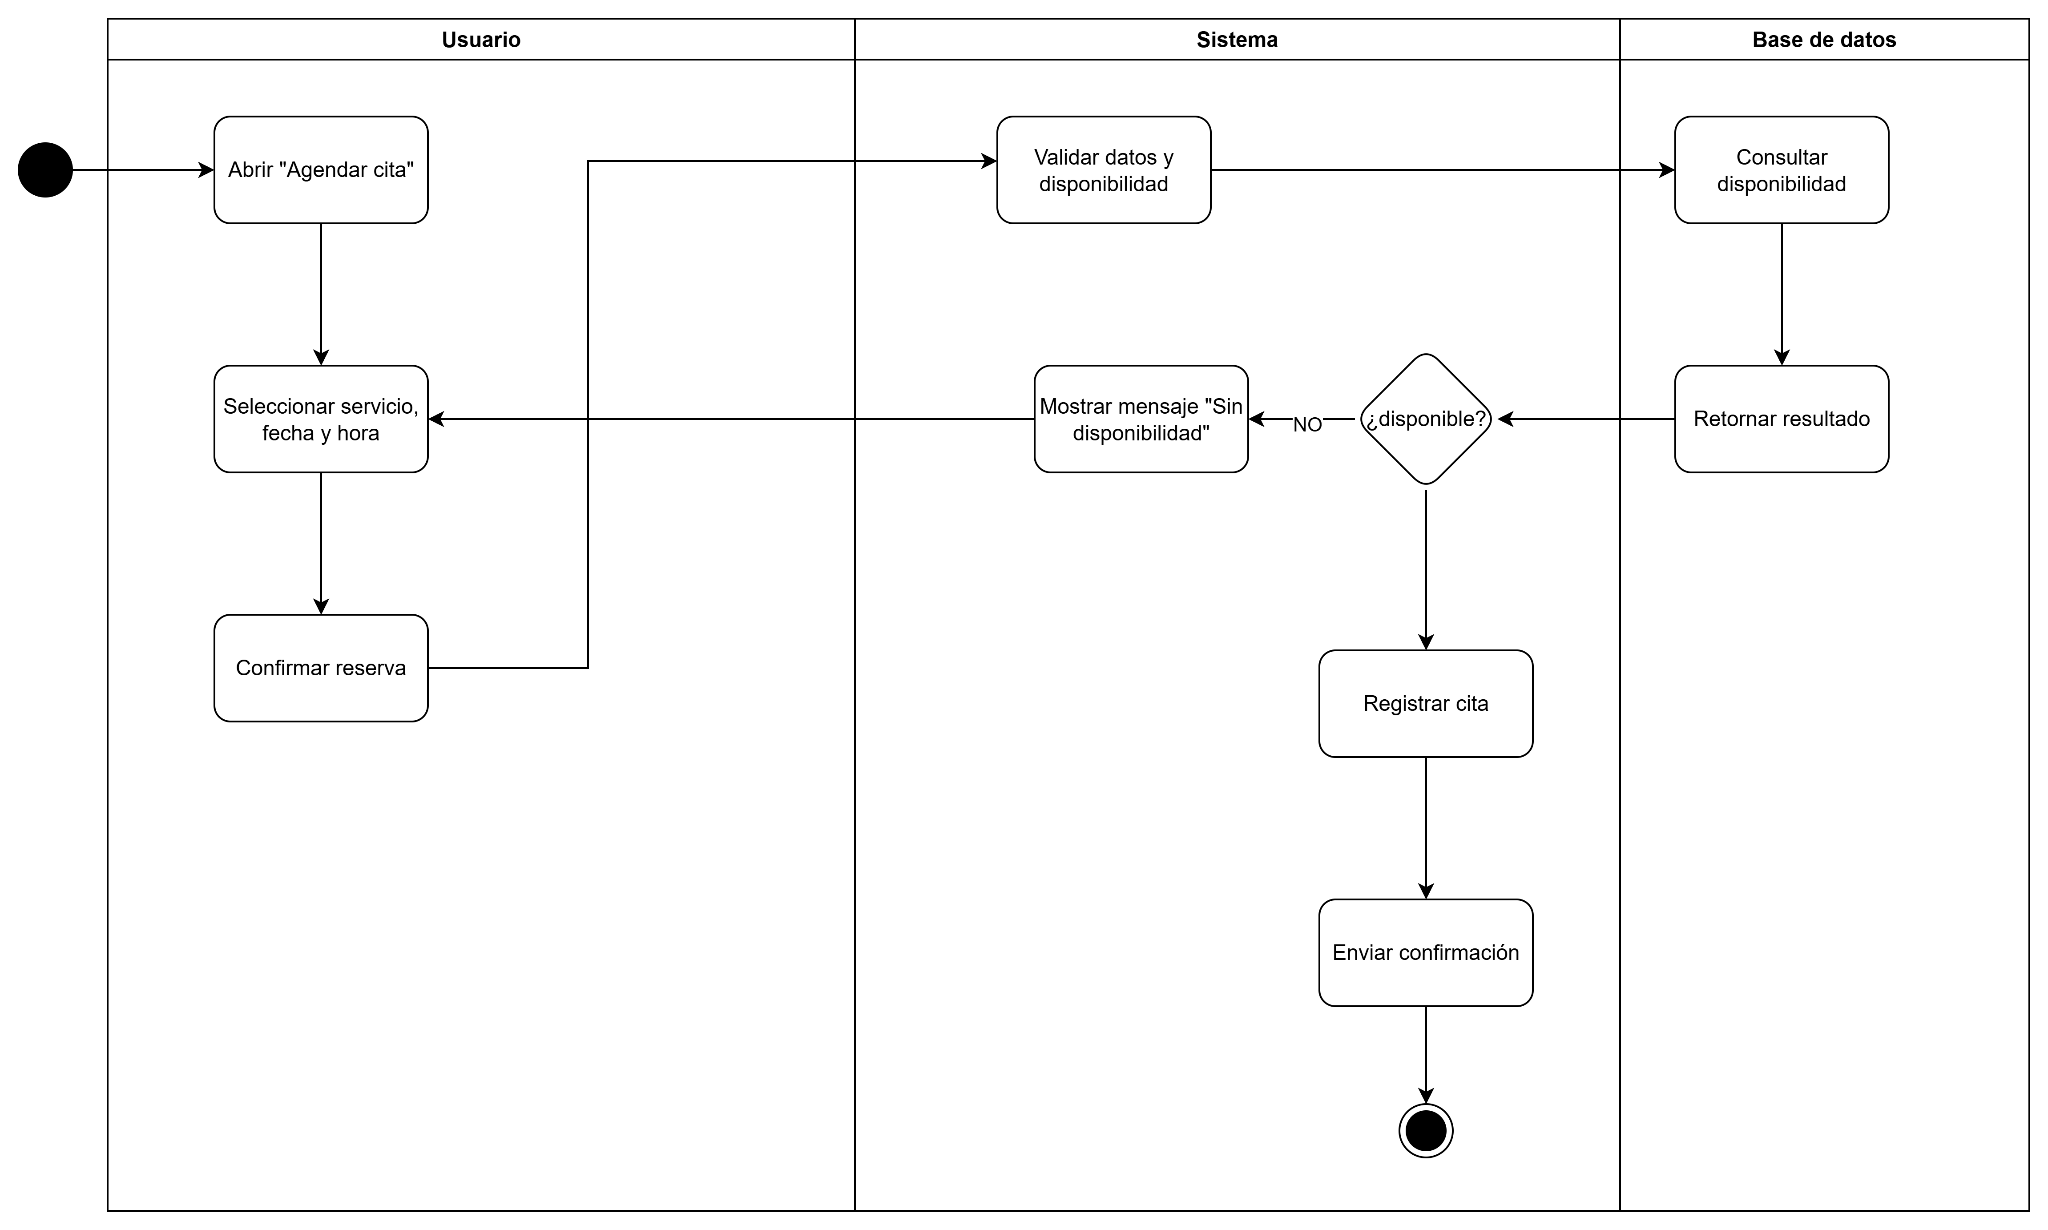 Usuario
Sistema
Base de datos
Abrir "Agendar cita"
Validar datos y
disponibilidad
Consultar
disponibilidad
Seleccionar servicio,
fecha y hora
Mostrar mensaje "Sin
disponibilidad"
NO
¿disponible?
Retornar resultado
Confirmar reserva
Registrar cita
Enviar confirmación